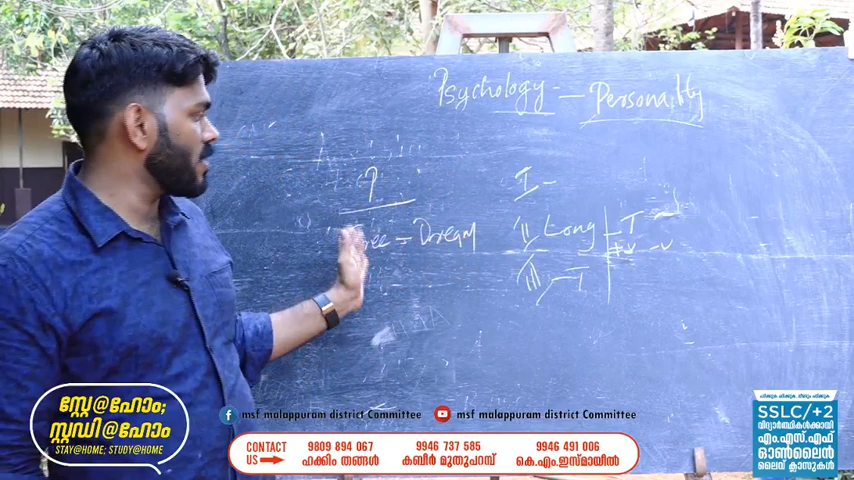 Psychology — Personality
P
I -
Dream
II Long - T
+v -v
III - I
സ്റ്റേ@ഹോം;
സ്റ്റഡി@ഹോം
STAY@HOME; STUDY@HOME
msf malappuram district Committee
msf malappuram district Committee
CONTACT US
9809 894 067
ഹക്കിം തങ്ങൾ
9946 737 585
കബീർ മുതുപറമ്പ്
9946 491 006
കെ.എം.ഇസ്മായീൽ
SSLC/+2
വിദ്യാർത്ഥികൾക്കായി
എം.എസ്.എഫ്
ഓൺലൈൻ
ലൈവ് ക്ലാസുകൾ